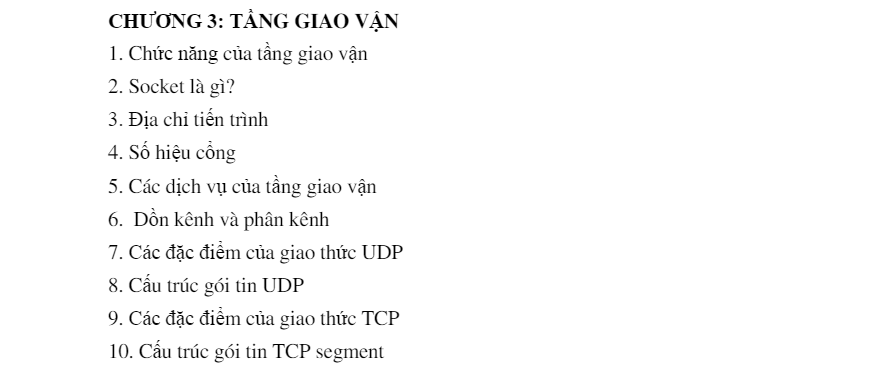 CHƯƠNG 3: TẦNG GIAO VẬN
1. Chức năng của tầng giao vận
2. Socket là gì?
3. Địa chỉ tiến trình
4. Số hiệu cổng
5. Các dịch vụ của tầng giao vận
6. Dồn kênh và phân kênh
7. Các đặc điểm của giao thức UDP
8. Cấu trúc gói tin UDP
9. Các đặc điểm của giao thức TCP
10. Cấu trúc gói tin TCP segment